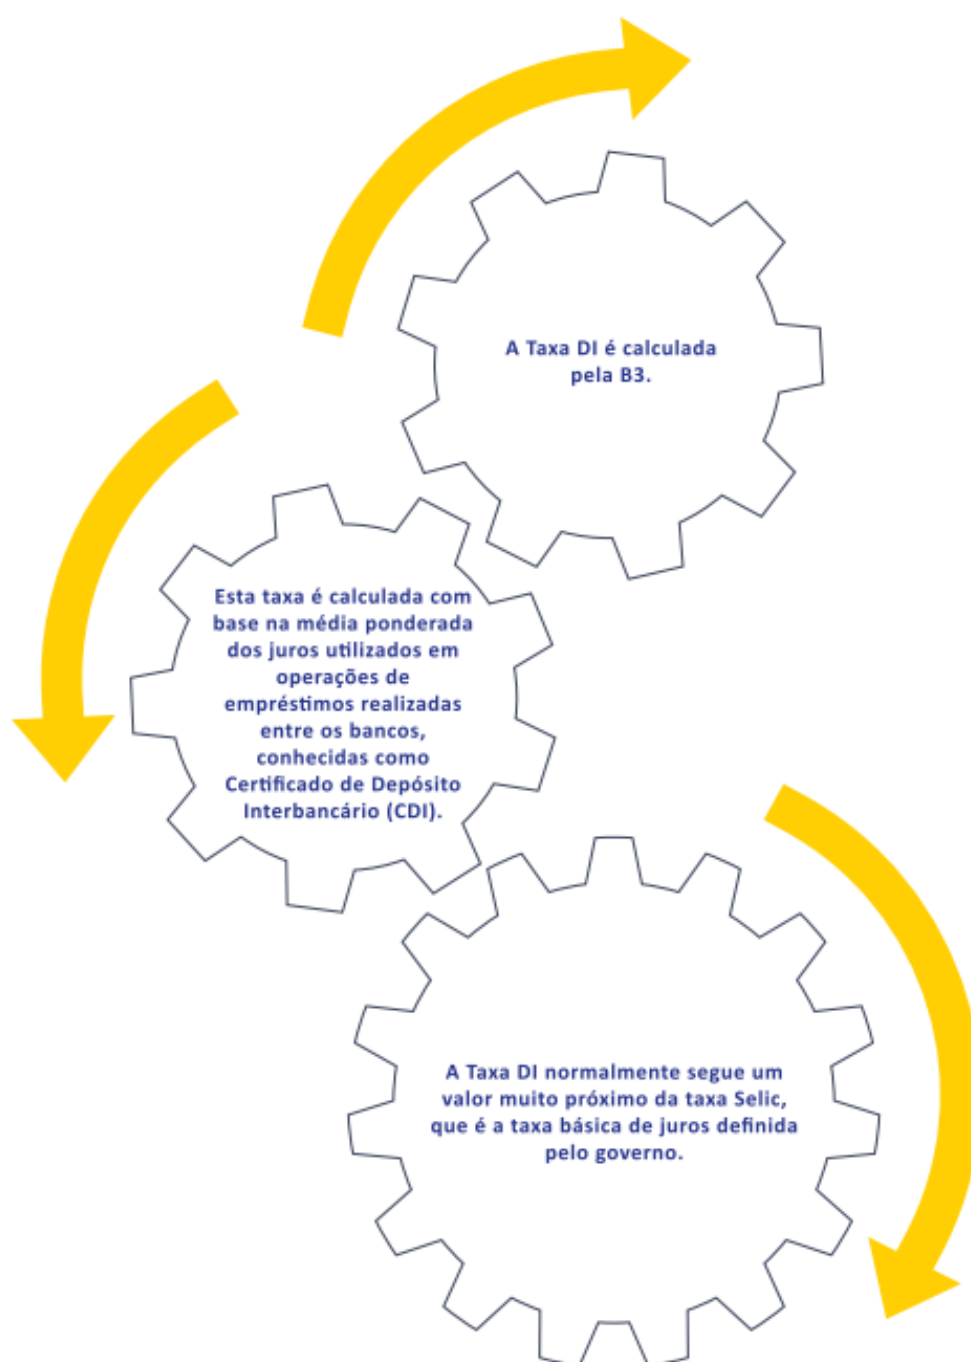 A Taxa DI é calculada
pela B3.
Esta taxa é calculada com
base na média ponderada
dos juros utilizados em
operações de
empréstimos realizadas
entre os bancos,
conhecidas como
Certificado de Depósito
Interbancário (CDI).
A Taxa DI normalmente segue um
valor muito próximo da taxa Selic,
que é a taxa básica de juros definida
pelo governo.